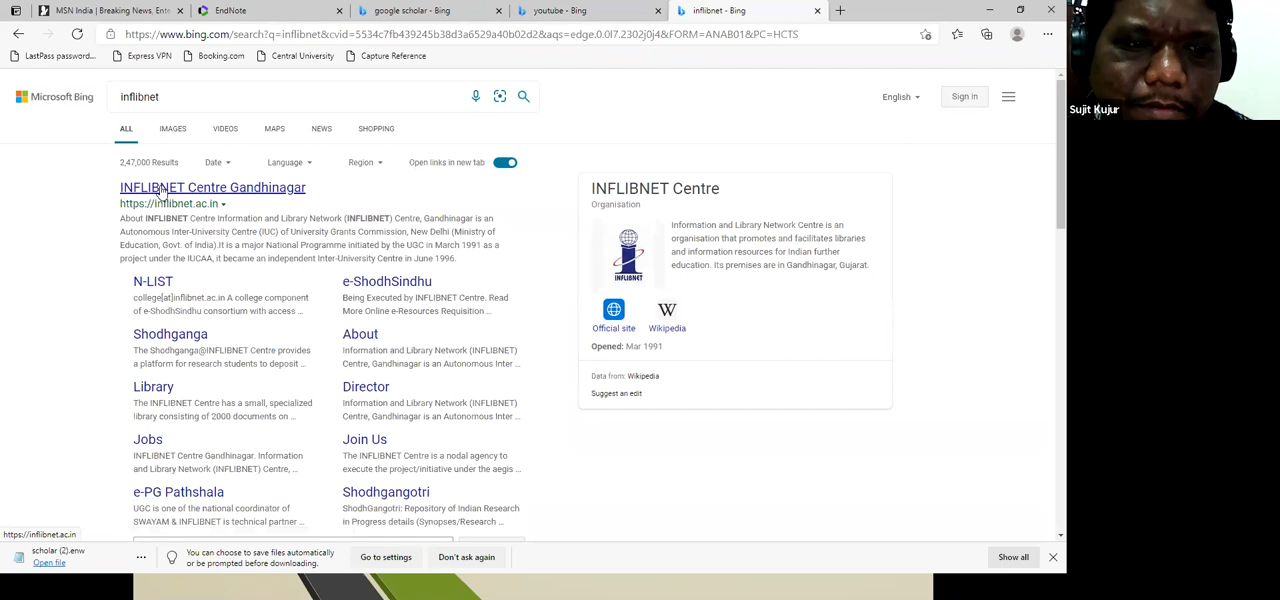 MSN India | Breaking News, Ente
EndNote
google scholar - Bing
youtube - Bing
inflibnet - Bing
https://www.bing.com/search?q=inflibnet&cvid=5534c7fb439245b38d3a6529a40b02d2&aqs=edge.0.0l7.2302j0j4&FORM=ANAB01&PC=HCTS
LastPass password...
Express VPN
Booking.com
Central University
Capture Reference
Sujit Kujur
Microsoft Bing
inflibnet
English
Sign in
ALL
IMAGES
VIDEOS
MAPS
NEWS
SHOPPING
2,47,000 Results
Date
Language
Region
Open links in new tab
INFLIBNET Centre Gandhinagar
https://inflibnet.ac.in
About INFLIBNET Centre Information and Library Network (INFLIBNET) Centre, Gandhinagar is an
Autonomous Inter-University Centre (IUC) of University Grants Commission, New Delhi (Ministry of
Education, Govt. of India).It is a major National Programme initiated by the UGC in March 1991 as a
project under the IUCAA, it became an independent Inter-University Centre in June 1996.
N-LIST
college[at]inflibnet.ac.in A college component
of e-ShodhSindhu consortium with access ...
e-ShodhSindhu
Being Executed by INFLIBNET Centre. Read
More Online e-Resources Requisition ...
Shodhganga
The Shodhganga@INFLIBNET Centre provides
a platform for research students to deposit ...
About
Information and Library Network (INFLIBNET)
Centre, Gandhinagar is an Autonomous Inter ...
Library
The INFLIBNET Centre has a small, specialized
library consisting of 2000 documents on ...
Director
Information and Library Network (INFLIBNET)
Centre, Gandhinagar is an Autonomous Inter ...
Jobs
INFLIBNET Centre Gandhinagar. Information
and Library Network (INFLIBNET) Centre, ...
Join Us
The INFLIBNET Centre is a nodal agency to
execute the project/initiative under the aegis ...
e-PG Pathshala
UGC is one of the national coordinator of
SWAYAM & INFLIBNET is technical partner ...
Shodhgangotri
ShodhGangotri: Repository of Indian Research
in Progress details (Synopses/Research ...
INFLIBNET Centre
Organisation
Information and Library Network Centre is an
organisation that promotes and facilitates libraries
and information resources for Indian further
education. Its premises are in Gandhinagar, Gujarat.
INFLIBNET
W
Official site
Wikipedia
Opened: Mar 1991
Data from: Wikipedia
Suggest an edit
https://inflibnet.ac.in
scholar (2).enw
Open file
You can choose to save files automatically
or be prompted before downloading.
Go to settings
Don't ask again
Show all